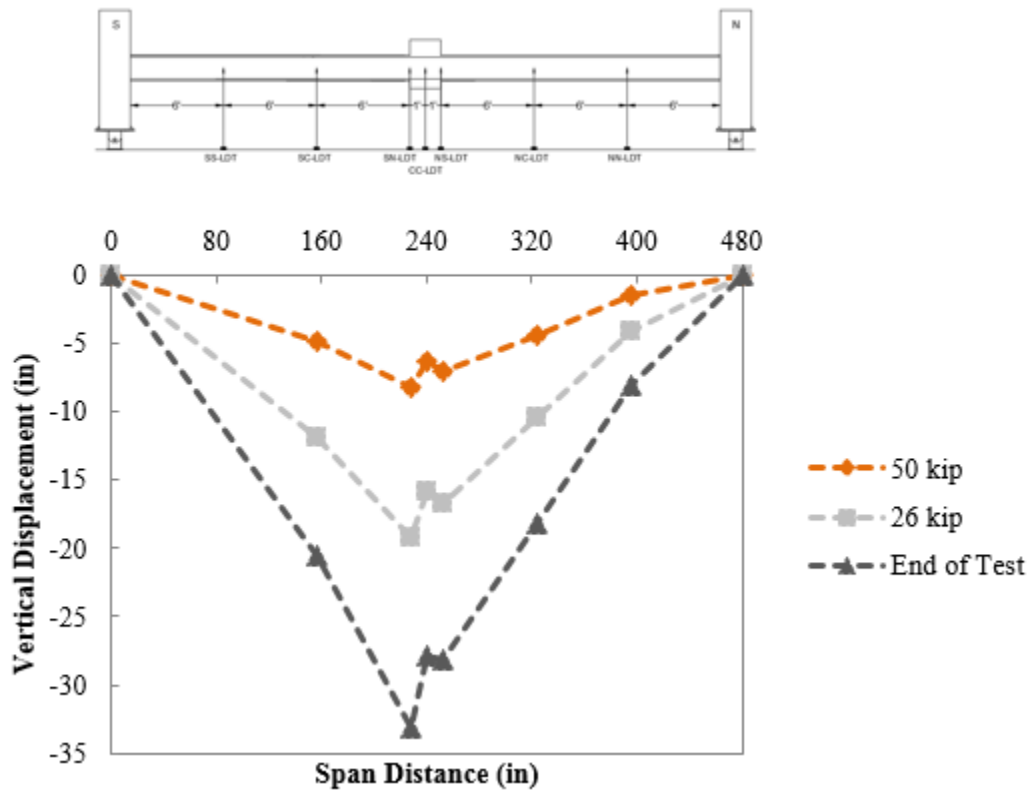 S N
6' 6' 6' 1' 1' 6' 6' 6'
SS-LDT SC-LDT SN-LDT NS-LDT NC-LDT NN-LDT
CC-LDT
0 80 160 240 320 400 480
0
-5
-10
-15
-20
-25
-30
-35
Vertical Displacement (in)
Span Distance (in)
50 kip
26 kip
End of Test